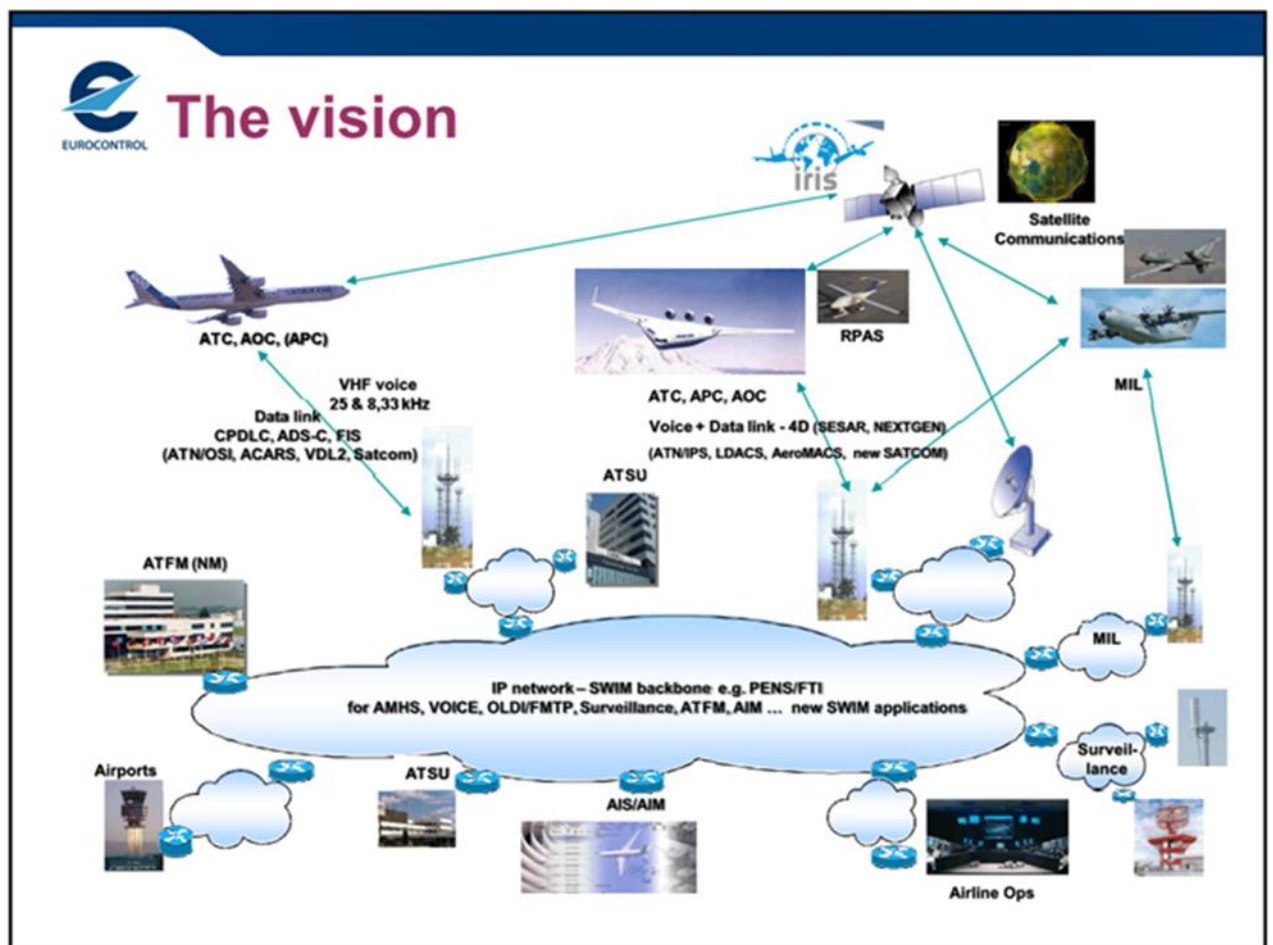 EUROCONTROL
The vision
iris
Satellite
Communications
ATC, AOC, (APC)
RPAS
MIL
VHF voice
25 & 8,33 kHz
Data link
CPDLC, ADS-C, FIS
(ATN/OSI, ACARS, VDL2, Satcom)
ATC, APC, AOC
Voice + Data link - 4D (SESAR, NEXTGEN)
(ATN/IPS, LDACS, AeroMACS, new SATCOM)
ATSU
ATFM (NM)
MIL
IP network – SWIM backbone e.g. PENS/FTI
for AMHS, VOICE, OLDI/FMTP, Surveillance, ATFM, AIM ... new SWIM applications
Surveil-
lance
Airports
ATSU
AIS/AIM
Airline Ops